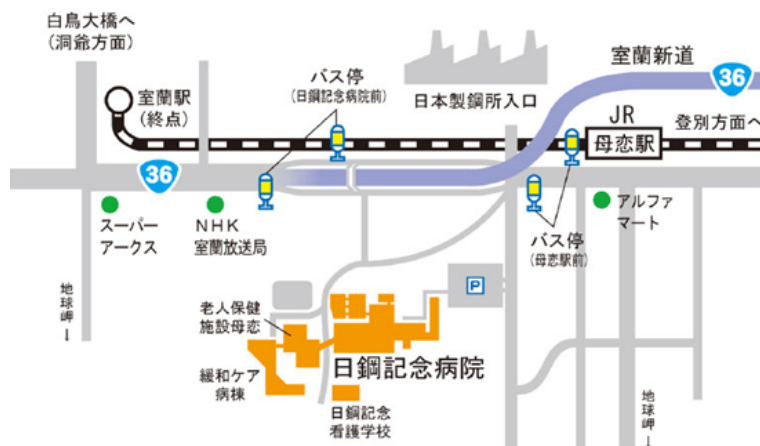 白鳥大橋へ
(洞爺方面)
室蘭駅
(終点)
バス停
(日鋼記念病院前)
日本製鋼所入口
室蘭新道
36
JR
母恋駅
登別方面へ
36
スーパー
アークス
NHK
室蘭放送局
バス停
(母恋駅前)
アルファ
マート
地球岬→
老人保健
施設母恋
P
日鋼記念病院
緩和ケア
病棟
日鋼記念
看護学校
地球岬→